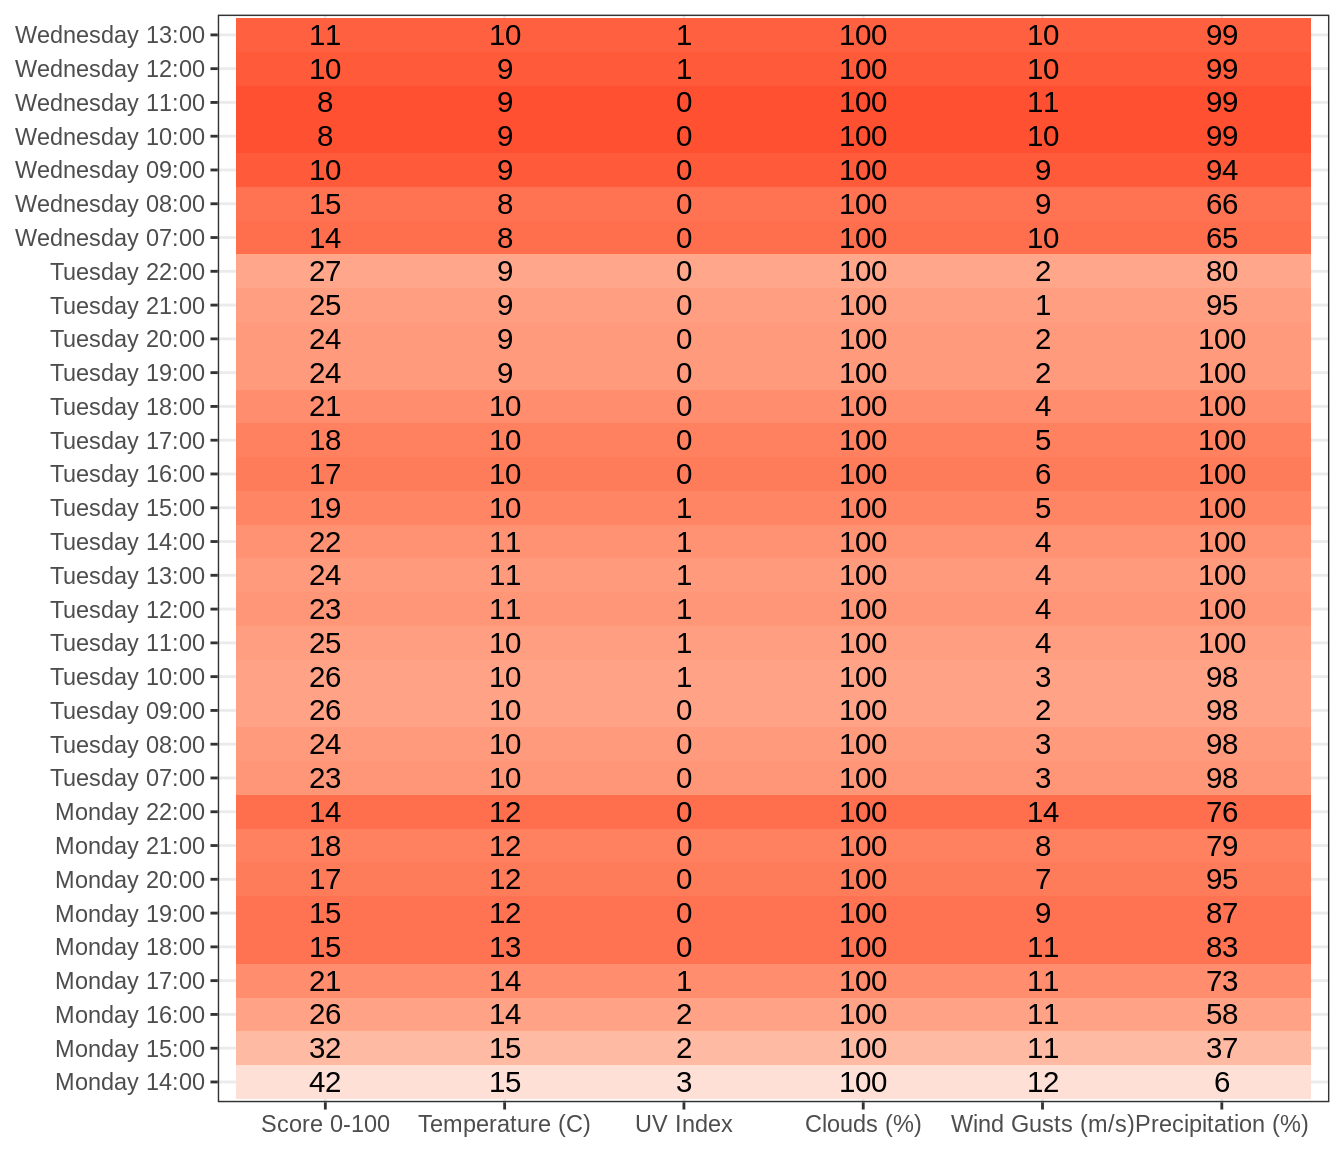 Wednesday 13:00 11 10 1 100 10 99
Wednesday 12:00 10 9 1 100 10 99
Wednesday 11:00 8 9 0 100 11 99
Wednesday 10:00 8 9 0 100 10 99
Wednesday 09:00 10 9 0 100 9 94
Wednesday 08:00 15 8 0 100 9 66
Wednesday 07:00 14 8 0 100 10 65
Tuesday 22:00 27 9 0 100 2 80
Tuesday 21:00 25 9 0 100 1 95
Tuesday 20:00 24 9 0 100 2 100
Tuesday 19:00 24 9 0 100 2 100
Tuesday 18:00 21 10 0 100 4 100
Tuesday 17:00 18 10 0 100 5 100
Tuesday 16:00 17 10 0 100 6 100
Tuesday 15:00 19 10 1 100 5 100
Tuesday 14:00 22 11 1 100 4 100
Tuesday 13:00 24 11 1 100 4 100
Tuesday 12:00 23 11 1 100 4 100
Tuesday 11:00 25 10 1 100 4 100
Tuesday 10:00 26 10 1 100 3 98
Tuesday 09:00 26 10 0 100 2 98
Tuesday 08:00 24 10 0 100 3 98
Tuesday 07:00 23 10 0 100 3 98
Monday 22:00 14 12 0 100 14 76
Monday 21:00 18 12 0 100 8 79
Monday 20:00 17 12 0 100 7 95
Monday 19:00 15 12 0 100 9 87
Monday 18:00 15 13 0 100 11 83
Monday 17:00 21 14 1 100 11 73
Monday 16:00 26 14 2 100 11 58
Monday 15:00 32 15 2 100 11 37
Monday 14:00 42 15 3 100 12 6
Score 0-100 Temperature (C) UV Index Clouds (%) Wind Gusts (m/s) Precipitation (%)